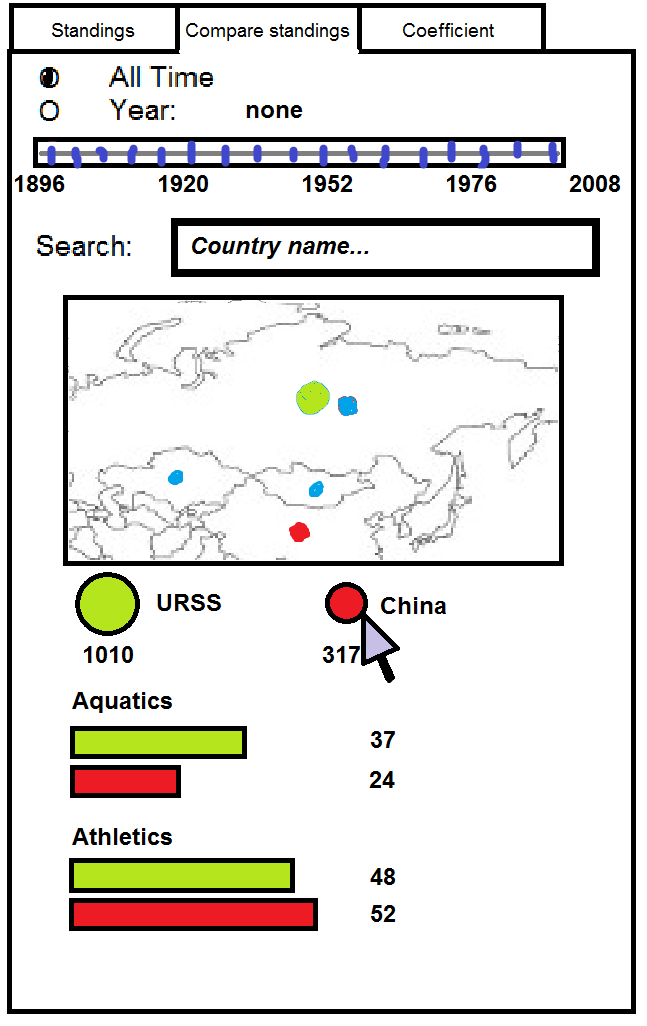 Standings Compare standings Coefficient
All Time
Year: none
1896 1920 1952 1976 2008
Search: Country name...
URSS China
1010 317
Aquatics
37
24
Athletics
48
52